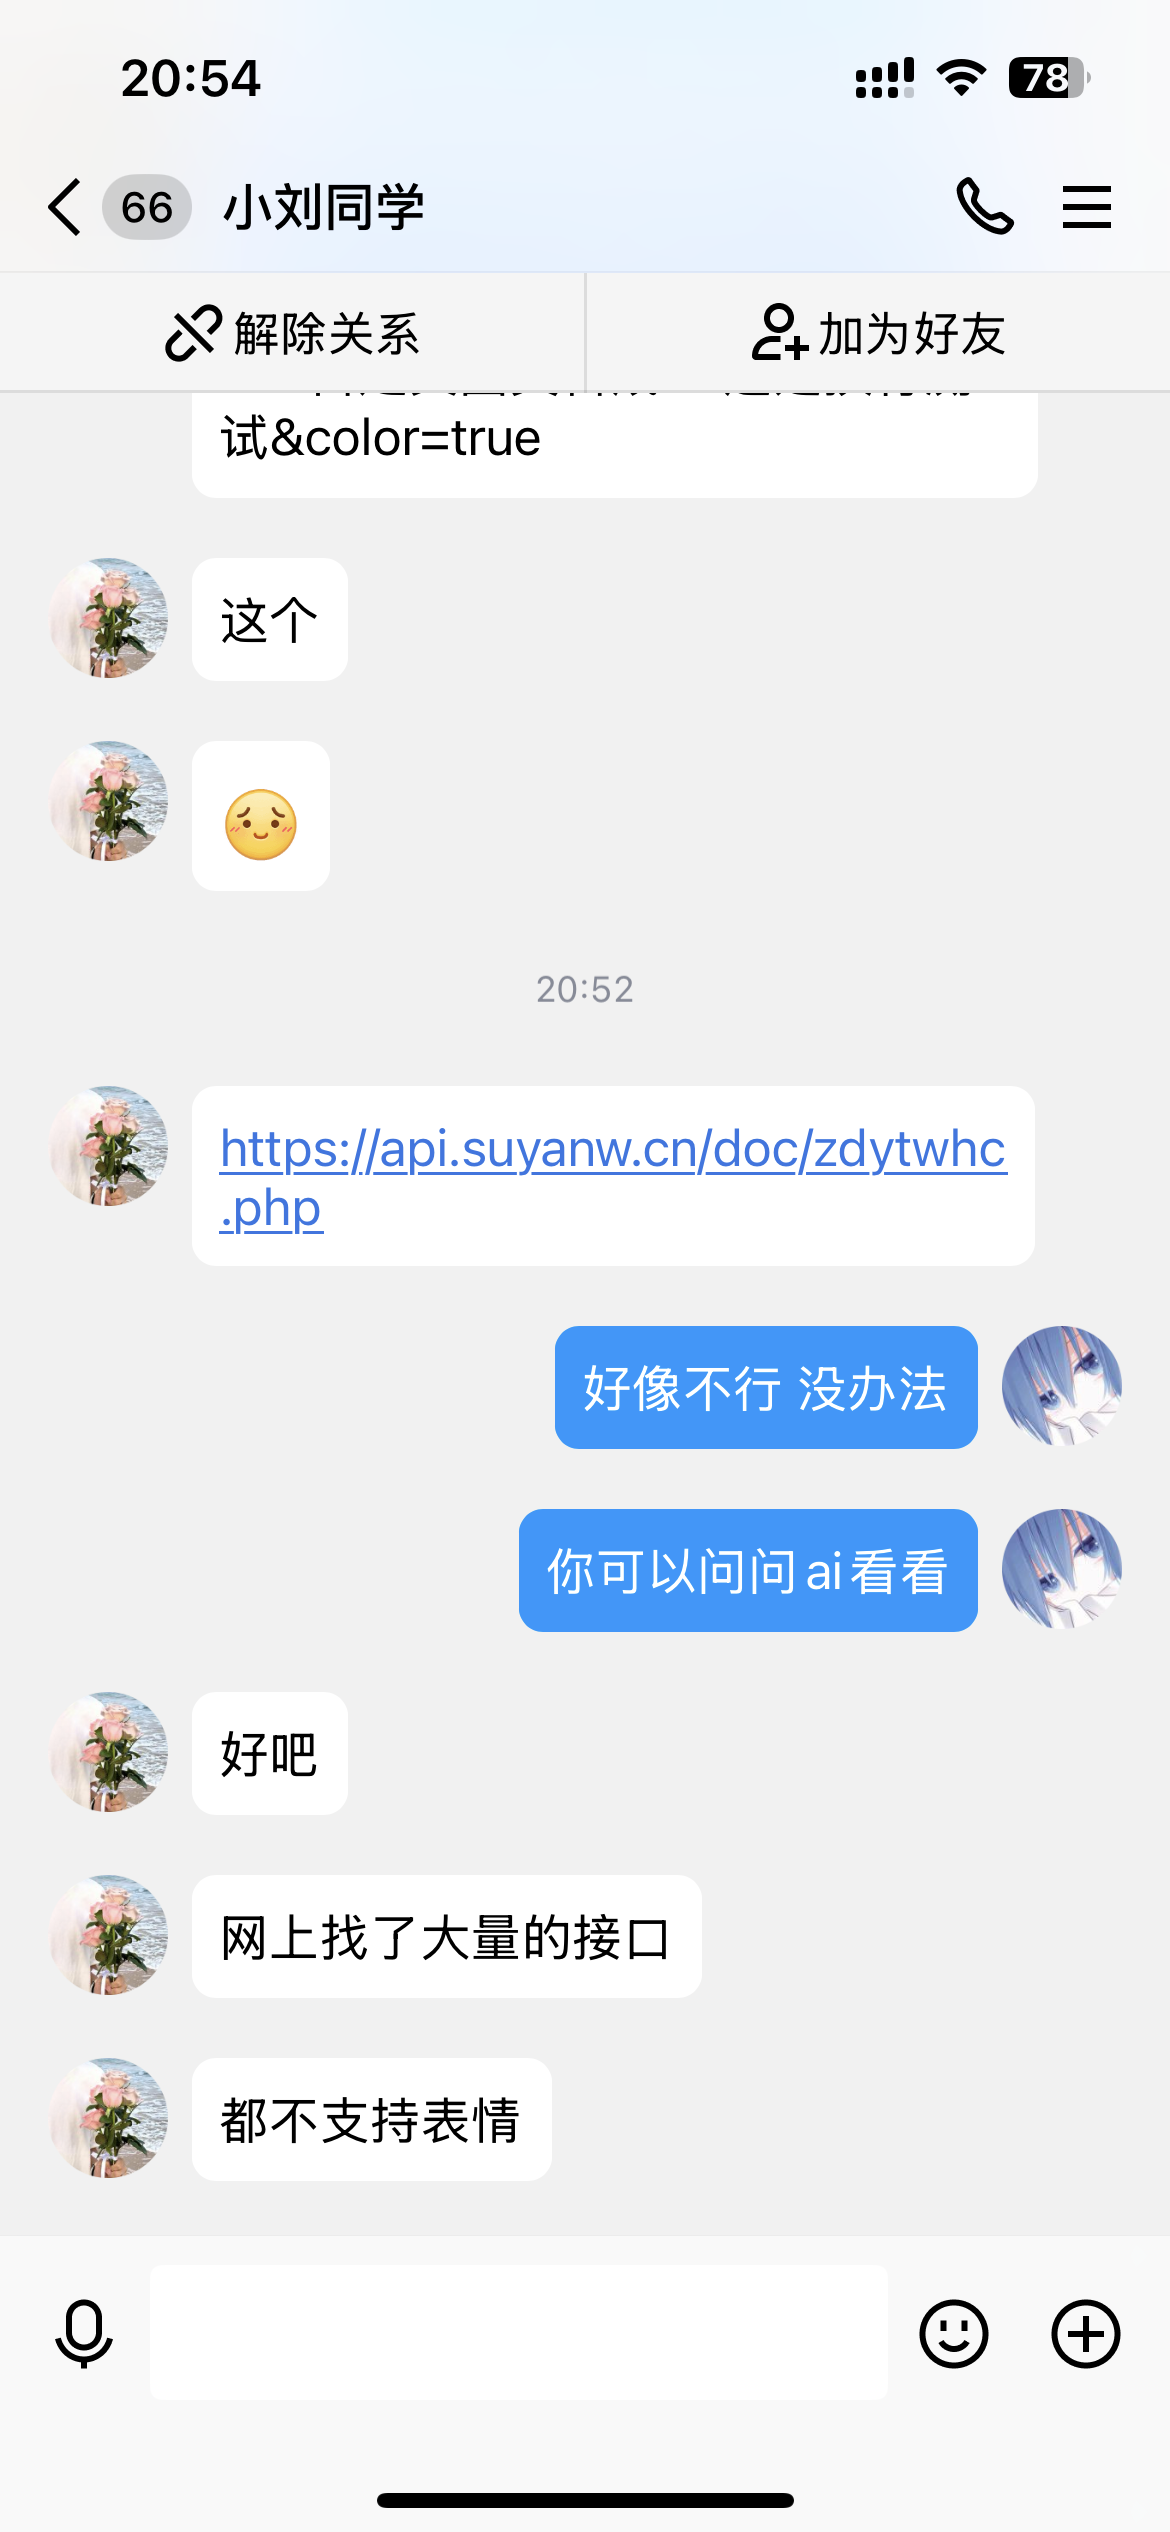 20:54
78
66
小刘同学
解除关系
加为好友
试&color=true
这个
20:52
https://api.suyanw.cn/doc/zdytwhc
.php
好像不行 没办法
你可以问问ai看看
好吧
网上找了大量的接口
都不支持表情